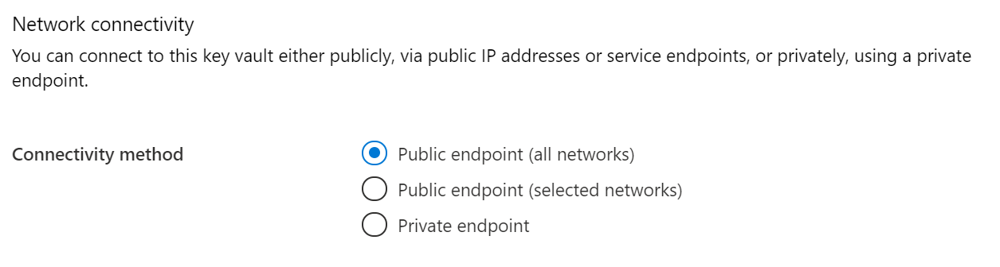 Network connectivity
You can connect to this key vault either publicly, via public IP addresses or service endpoints, or privately, using a private
endpoint.
Connectivity method
Public endpoint (all networks)
Public endpoint (selected networks)
Private endpoint